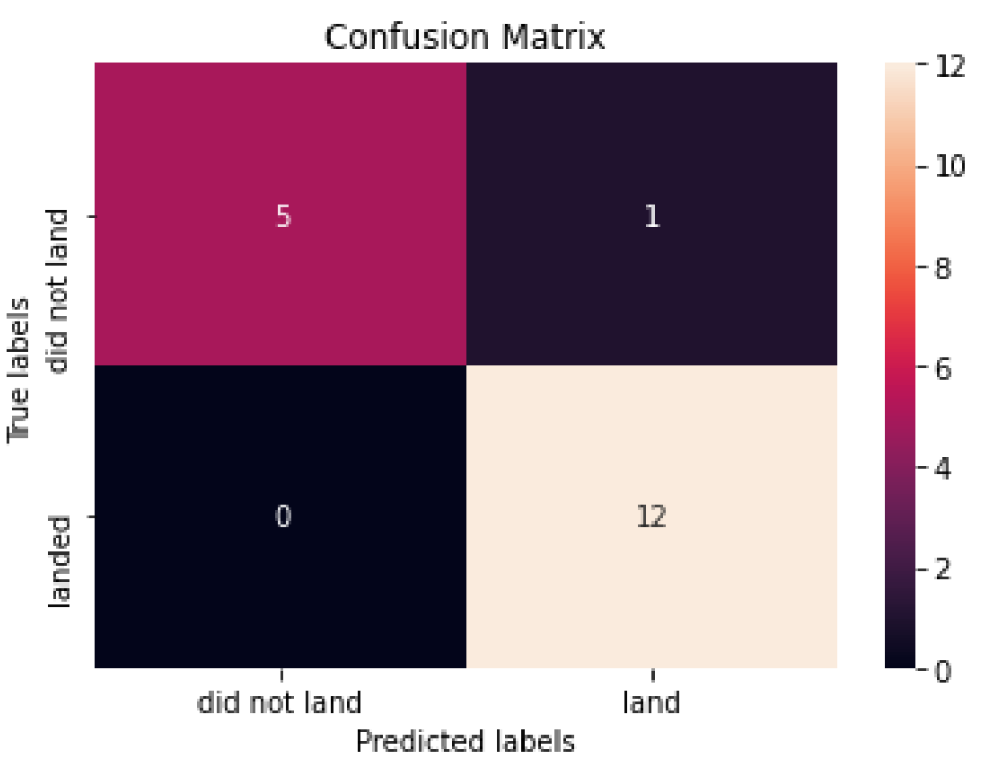 Confusion Matrix
True labels
did not land
landed
5
1
0
12
did not land
land
Predicted labels
12
10
8
6
4
2
0